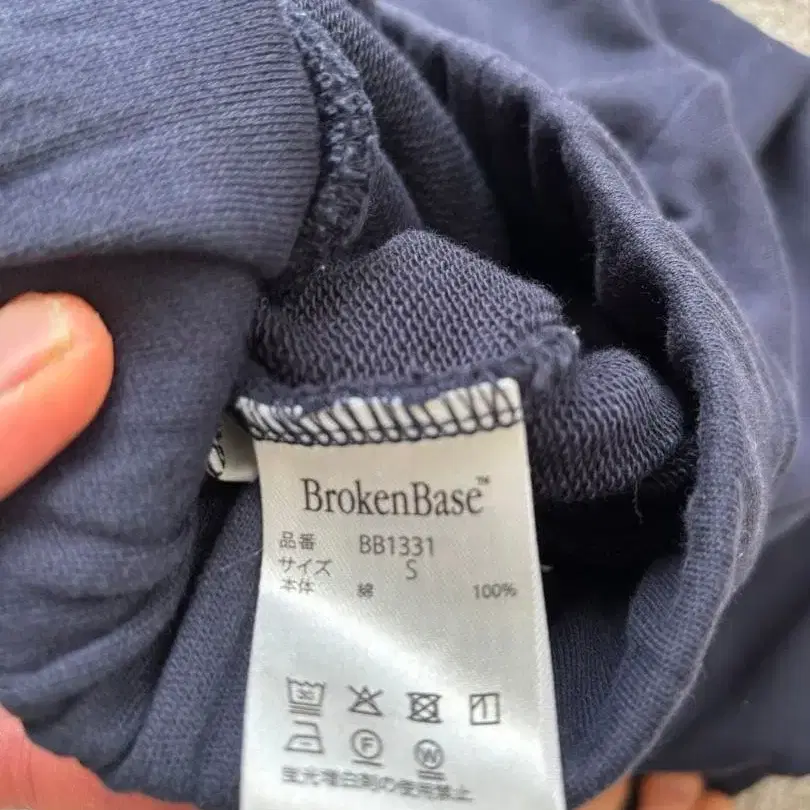 BrokenBase™
品番 BB1331
サイズ S
本体 綿 100%
30
F
W
蛍光増白剤の使用禁止